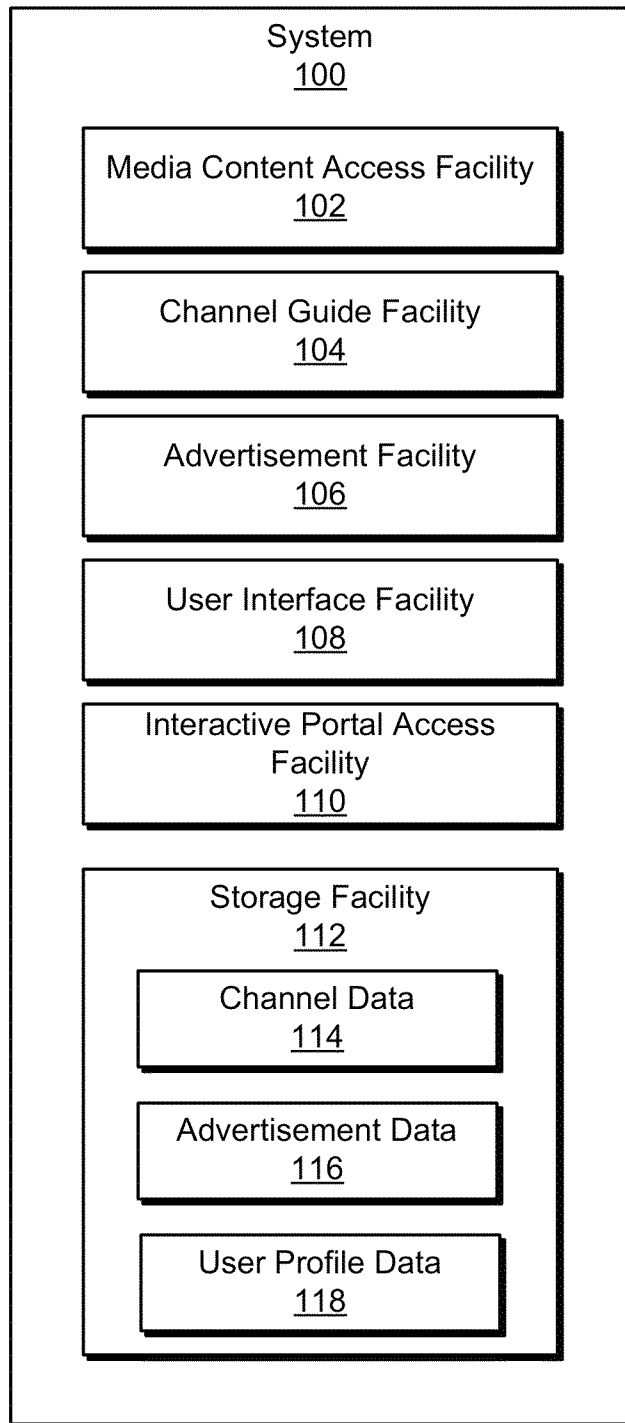 System
100
Media Content Access Facility
102
Channel Guide Facility
104
Advertisement Facility
106
User Interface Facility
108
Interactive Portal Access
Facility
110
Storage Facility
112
Channel Data
114
Advertisement Data
116
User Profile Data
118